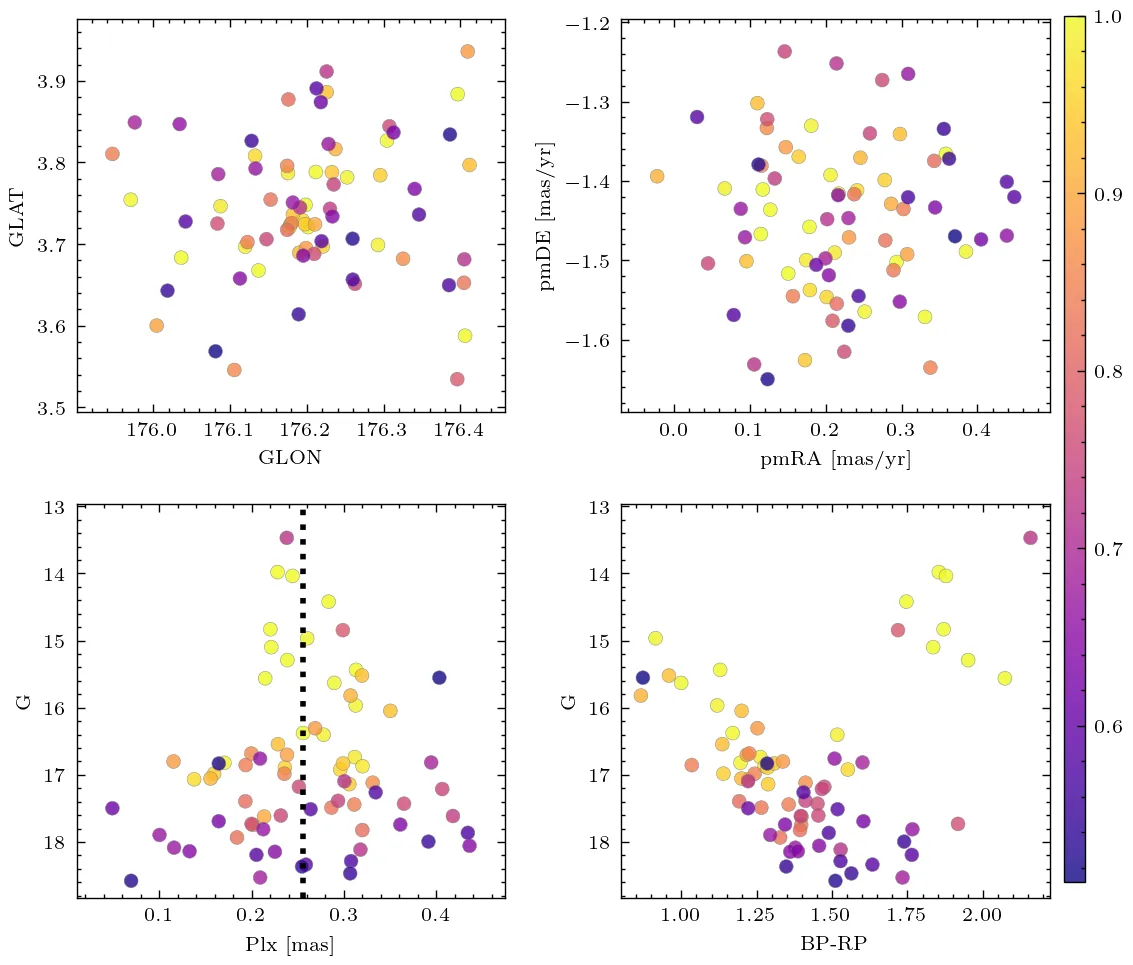 3.9
3.8
3.7
3.6
3.5
GLAT
176.0 176.1 176.2 176.3 176.4
GLON
−1.2
−1.3
−1.4
−1.5
−1.6
pmDE [mas/yr]
0.0 0.1 0.2 0.3 0.4
pmRA [mas/yr]
13
14
15
16
17
18
G
0.1 0.2 0.3 0.4
Plx [mas]
13
14
15
16
17
18
G
1.00 1.25 1.50 1.75 2.00
BP-RP
1.0
0.9
0.8
0.7
0.6